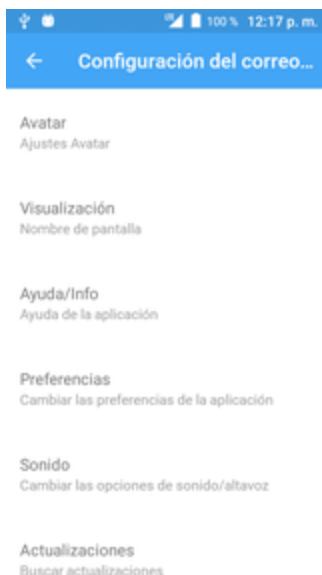 100 % 12:17 p. m.
Configuración del correo...
Avatar
Ajustes Avatar
Visualización
Nombre de pantalla
Ayuda/Info
Ayuda de la aplicación
Preferencias
Cambiar las preferencias de la aplicación
Sonido
Cambiar las opciones de sonido/altavoz
Actualizaciones
Buscar actualizaciones